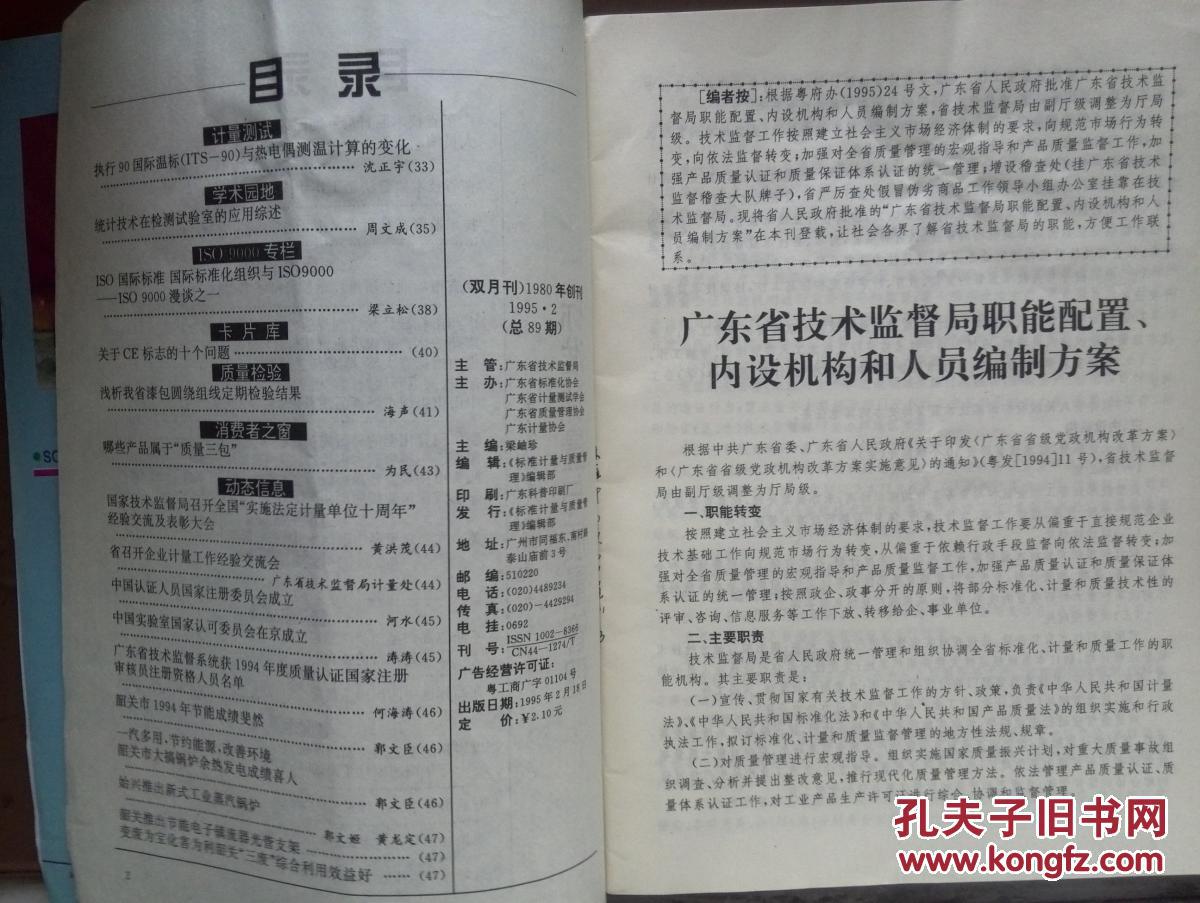 目录
计量测试
执行90国际温标(ITS-90)与热电偶测温计算的变化
沈正宇(33)
学术园地
统计技术在检测试验室的应用综述
周文成(35)
ISO 9000 专栏
ISO 国际标准 国际标准化组织与 ISO9000
——ISO 9000 漫谈之一
梁立松(38)
卡片库
关于CE标志的十个问题(40)
质量检验
浅析我省漆包圆绕组线定期检验结果
海声(41)
消费者之窗
哪些产品属于“质量三包”
为民(43)
动态信息
国家技术监督局召开全国“实施法定计量单位十周年”
经验交流及表彰大会
黄洪茂(44)
省召开企业计量工作经验交流会
广东省技术监督局计量处(44)
中国认证人员国家注册委员会成立
河水(45)
中国实验室国家认可委员会在京成立
涛涛(45)
广东省技术监督系统获1994年度质量认证国家注册
审核员注册资格人员名单
何海涛(46)
韶关市1994年节能成绩斐然
郭文臣(46)
一汽多用,节约能源,改善环境
韶关市大搞锅炉余热发电成绩喜人
郭文臣(46)
始兴推出新式工业蒸汽锅炉
郭文姬 黄龙定(47)
韶关推出节能电子镇流器光管支架(47)
变废为宝化害为利韶关“三废”综合利用效益好(47)
2
(双月刊)1980年创刊
1995·2
(总89期)
主管:广东省技术监督局
主办:广东省标准化协会
广东省计量测试学会
广东省质量管理协会
广东计量协会
主编:梁岫珍
编辑:《标准计量与质量管
理》编辑部
印刷:广东科普印刷厂
发行:《标准计量与质量管
理》编辑部
地址:广州市同福东、南村路
泰山庙前3号
邮编:510220
电话:(020)4489234
传真:(020)-4429294
电挂:0692
刊号:ISSN 1002-8366
CN44-1274/T
广告经营许可证:
粤工商广字01104号
出版日期:1995年2月18日
定价:¥2.10元
[编者按]:根据粤府办(1995)24号文,广东省人民政府批准广东省技术监
督局职能配置、内设机构和人员编制方案,省技术监督局由副厅级调整为厅局
级。技术监督工作按照建立社会主义市场经济体制的要求,向规范市场行为转
变,向依法监督转变;加强对全省质量管理的宏观指导和产品质量监督工作,加
强产品质量认证和质量保证体系认证的统一管理;增设稽查处(挂广东省技术
监督稽查大队牌子),省严厉查处假冒伪劣商品工作领导小组办公室挂靠在技
术监督局。现将省人民政府批准的“广东省技术监督局职能配置、内设机构和人
员编制方案”在本刊登载,让社会各界了解省技术监督局的职能,方便工作联
系。
广东省技术监督局职能配置、
内设机构和人员编制方案
根据中共广东省委、广东省人民政府《关于印发〈广东省省级党政机构改革方案〉
和〈广东省省级党政机构改革方案实施意见〉的通知》(粤发[1994]11号),省技术监督
局由副厅级调整为厅局级。
一、职能转变
按照建立社会主义市场经济体制的要求,技术监督工作要从偏重于直接规范企业
技术基础工作向规范市场行为转变,从偏重于依赖行政手段监督向依法监督转变;加
强对全省质量管理的宏观指导和产品质量监督工作,加强产品质量认证和质量保证体
系认证的统一管理;按照政企、政事分开的原则,将部分标准化、计量和质量技术性的
评审、咨询、信息服务等工作下放、转移给企、事业单位。
二、主要职责
技术监督局是省人民政府统一管理和组织协调全省标准化、计量和质量工作的职
能机构。其主要职责是:
(一)宣传、贯彻国家有关技术监督工作的方针、政策,负责《中华人民共和国计量
法》、《中华人民共和国标准化法》和《中华人民共和国产品质量法》的组织实施和行政
执法工作,拟订标准化、计量和质量监督管理的地方性法规、规章。
(二)对质量管理进行宏观指导。组织实施国家质量振兴计划,对重大质量事故组
织调查、分析并提出整改意见,推行现代化质量管理方法。依法管理产品质量认证、质
量体系认证工作,对工业产品生产许可证进行综合、协调和监督管理。
孔夫子旧书网
www.kongfz.com